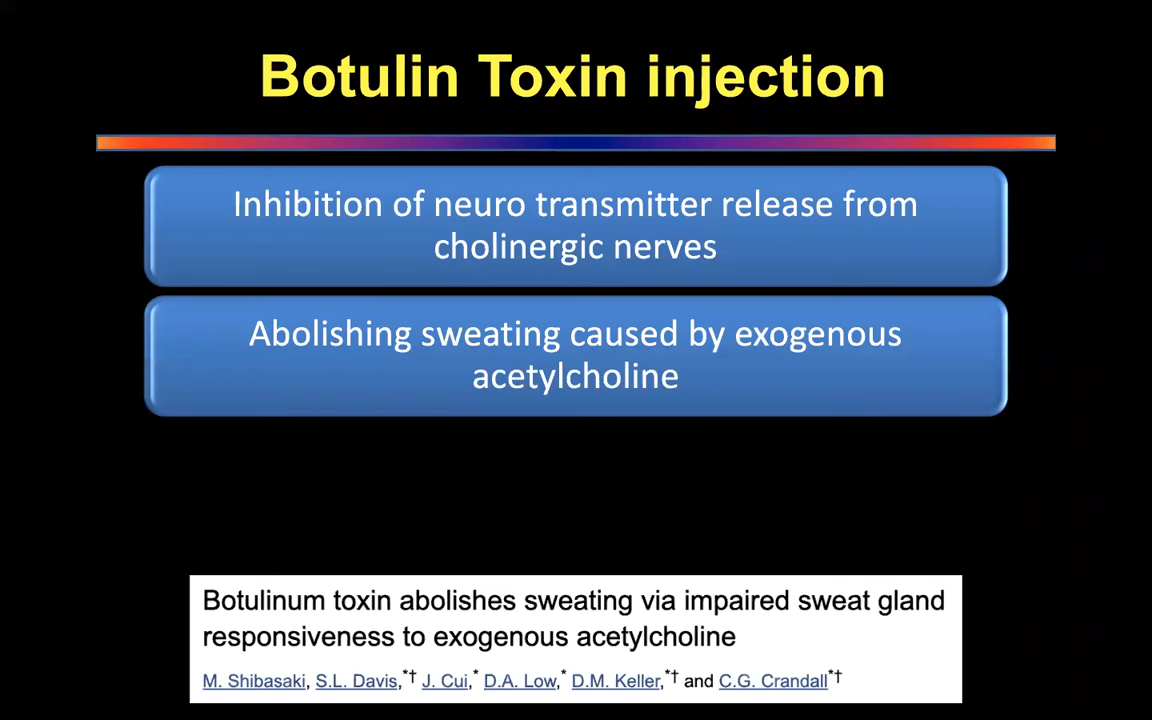 Botulin Toxin injection
Inhibition of neuro transmitter release from
cholinergic nerves
Abolishing sweating caused by exogenous
acetylcholine
Botulinum toxin abolishes sweating via impaired sweat gland
responsiveness to exogenous acetylcholine
M. Shibasaki, S.L. Davis,*† J. Cui,* D.A. Low,* D.M. Keller,*† and C.G. Crandall*†